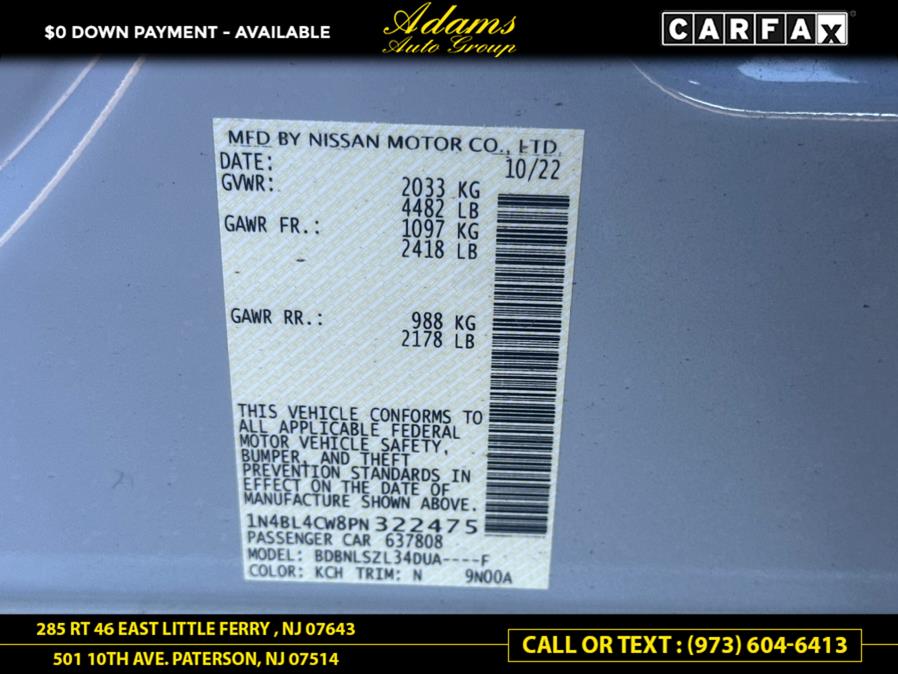 $0 DOWN PAYMENT - AVAILABLE
Adams
Auto Group
CARFAX
MFD BY NISSAN MOTOR CO., LTD.
DATE: 10/22
GVWR: 2033 KG
4482 LB
GAWR FR.: 1097 KG
2418 LB
GAWR RR.: 988 KG
2178 LB
THIS VEHICLE CONFORMS TO
ALL APPLICABLE FEDERAL
MOTOR VEHICLE SAFETY,
BUMPER, AND THEFT
PREVENTION STANDARDS IN
EFFECT ON THE DATE OF
MANUFACTURE SHOWN ABOVE.
1N4BL4CW8PN322475
PASSENGER CAR 637808
MODEL: BDBNLSZL34DUA----F
COLOR: KCH TRIM: N 9N00A
285 RT 46 EAST LITTLE FERRY , NJ 07643
501 10TH AVE. PATERSON, NJ 07514
CALL OR TEXT : (973) 604-6413